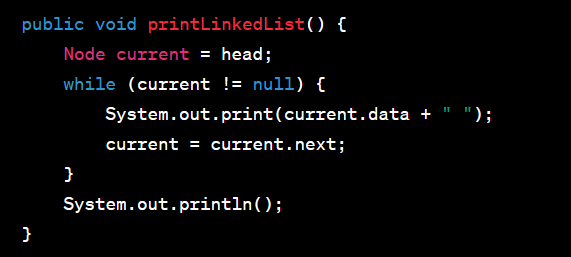 public void printLinkedList() {
    Node current = head;
    while (current != null) {
        System.out.print(current.data + " ");
        current = current.next;
    }
    System.out.println();
}